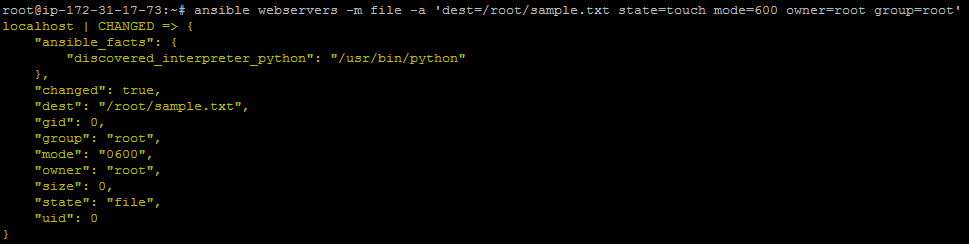 root@ip-172-31-17-73:~# ansible webservers -m file -a 'dest=/root/sample.txt state=touch mode=600 owner=root group=root'
localhost | CHANGED => {
    "ansible_facts": {
        "discovered_interpreter_python": "/usr/bin/python"
    },
    "changed": true,
    "dest": "/root/sample.txt",
    "gid": 0,
    "group": "root",
    "mode": "0600",
    "owner": "root",
    "size": 0,
    "state": "file",
    "uid": 0
}